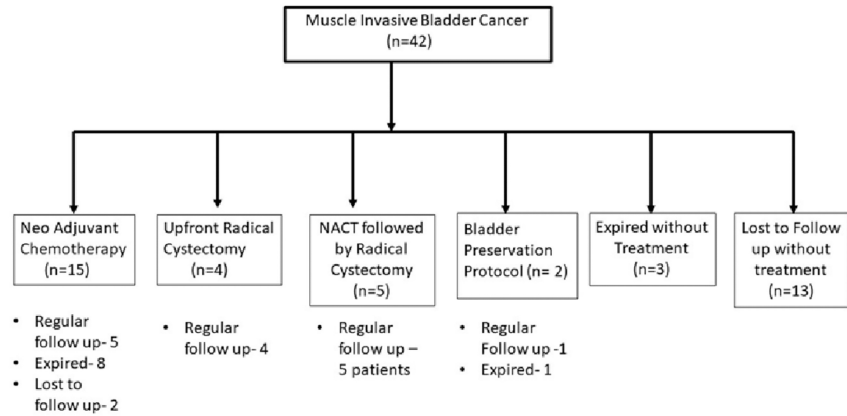 Muscle Invasive Bladder Cancer
(n=42)
Neo Adjuvant
Chemotherapy
(n=15)
Upfront Radical
Cystectomy
(n=4)
NACT followed
by Radical
Cystectomy
(n=5)
Bladder
Preservation
Protocol (n= 2)
Expired without
Treatment
(n=3)
Lost to Follow
up without
treatment
(n=13)
• Regular
follow up- 5
• Expired- 8
• Lost to
follow up- 2
• Regular
follow up- 4
• Regular
follow up –
5 patients
• Regular
Follow up -1
• Expired- 1